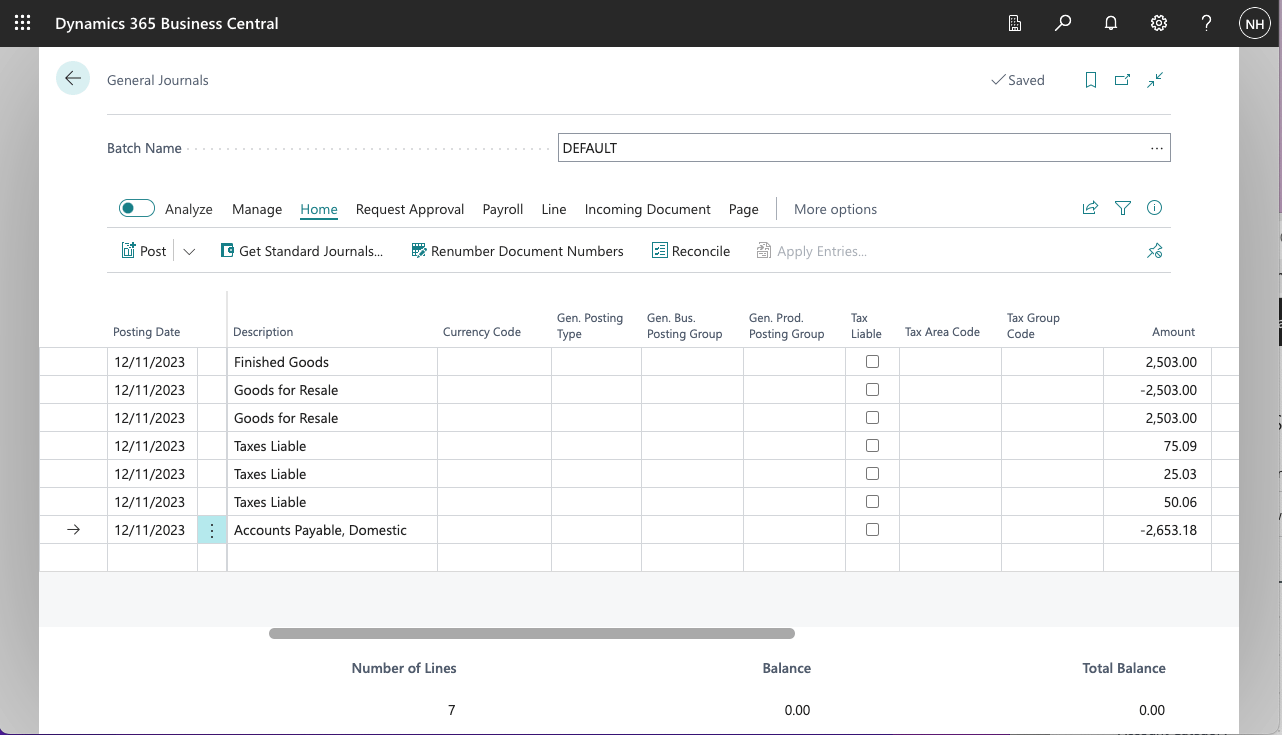 Dynamics 365 Business Central
NH
General Journals
Saved
Batch Name
DEFAULT
Analyze Manage Home Request Approval Payroll Line Incoming Document Page More options
Post Get Standard Journals... Renumber Document Numbers Reconcile Apply Entries...
Posting Date Description Currency Code Gen. Posting Type Gen. Bus. Posting Group Gen. Prod. Posting Group Tax Liable Tax Area Code Tax Group Code Amount
12/11/2023 Finished Goods 2,503.00
12/11/2023 Goods for Resale -2,503.00
12/11/2023 Goods for Resale 2,503.00
12/11/2023 Taxes Liable 75.09
12/11/2023 Taxes Liable 25.03
12/11/2023 Taxes Liable 50.06
12/11/2023 Accounts Payable, Domestic -2,653.18
Number of Lines Balance Total Balance
7 0.00 0.00